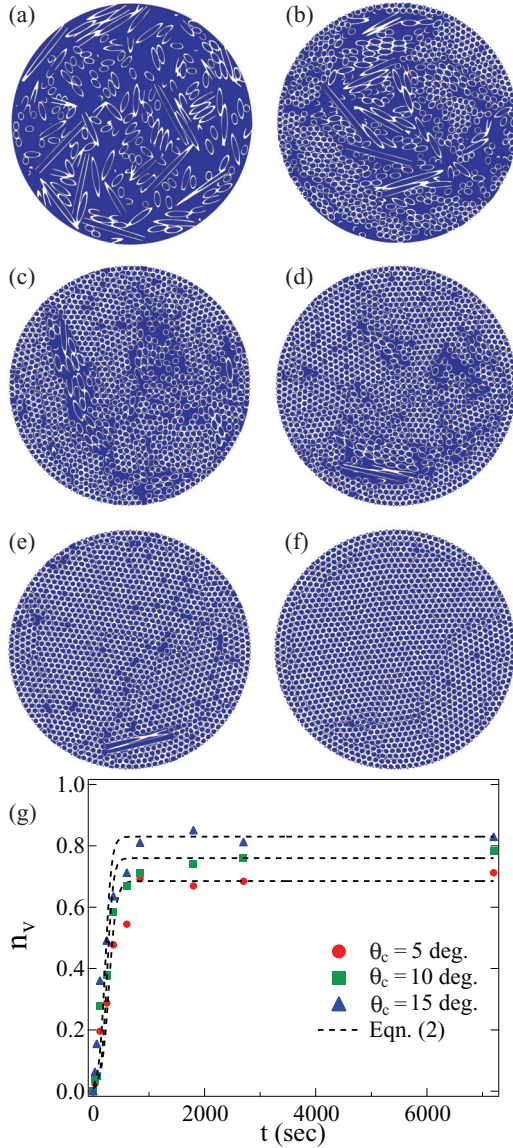 (a) (b)
(c) (d)
(e) (f)
(g)
1.0
0.8
0.6
0.4
0.2
0.0
n_v
θ_c = 5 deg.
θ_c = 10 deg.
θ_c = 15 deg.
Eqn. (2)
0 2000 4000 6000
t (sec)